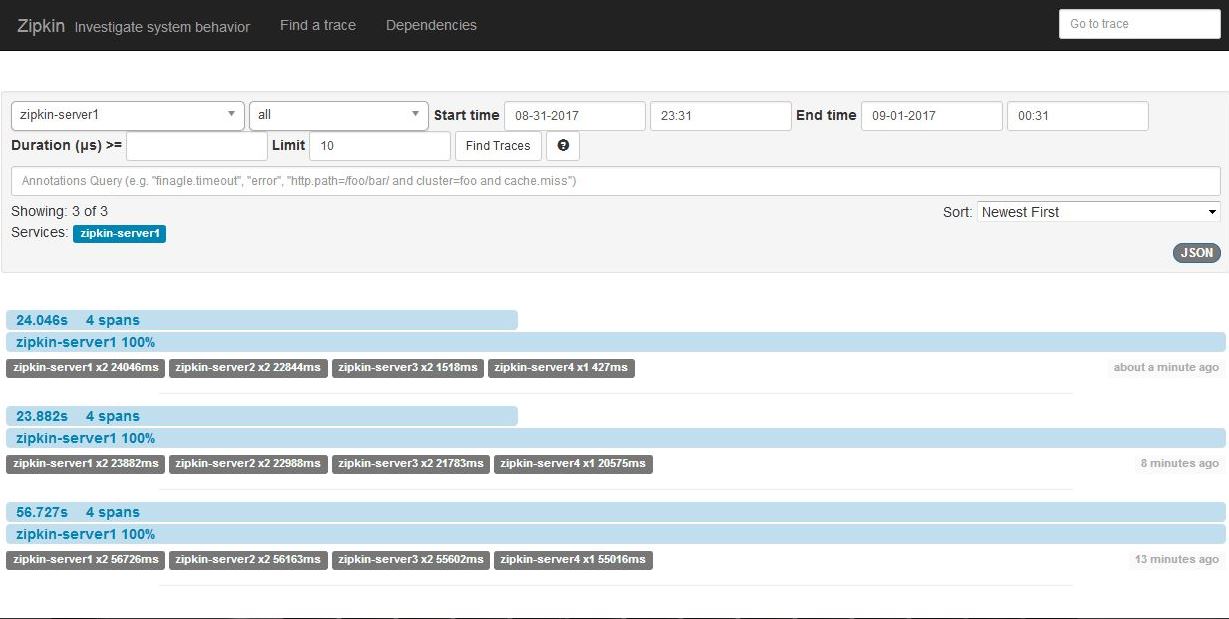 Zipkin Investigate system behavior Find a trace Dependencies Go to trace
zipkin-server1 all Start time 08-31-2017 23:31 End time 09-01-2017 00:31
Duration (μs) >= Limit 10 Find Traces ?
Annotations Query (e.g. "finagle.timeout", "error", "http.path=/foo/bar/ and cluster=foo and cache.miss")
Showing: 3 of 3 Sort: Newest First
Services: zipkin-server1
JSON
24.046s 4 spans
zipkin-server1 100%
zipkin-server1 x2 24046ms zipkin-server2 x2 22844ms zipkin-server3 x2 1518ms zipkin-server4 x1 427ms about a minute ago
23.882s 4 spans
zipkin-server1 100%
zipkin-server1 x2 23882ms zipkin-server2 x2 22988ms zipkin-server3 x2 21783ms zipkin-server4 x1 20575ms 8 minutes ago
56.727s 4 spans
zipkin-server1 100%
zipkin-server1 x2 56726ms zipkin-server2 x2 56163ms zipkin-server3 x2 55602ms zipkin-server4 x1 55016ms 13 minutes ago